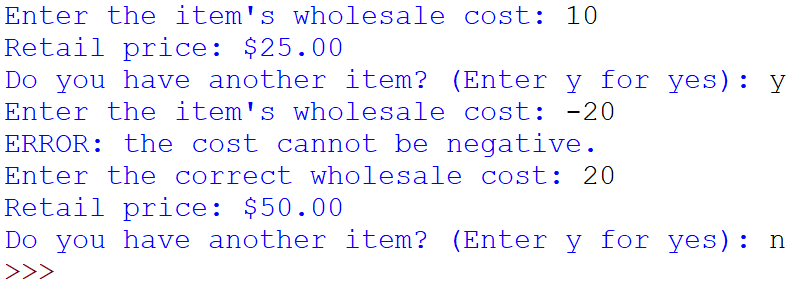 Enter the item's wholesale cost: 10
Retail price: $25.00
Do you have another item? (Enter y for yes): y
Enter the item's wholesale cost: -20
ERROR: the cost cannot be negative.
Enter the correct wholesale cost: 20
Retail price: $50.00
Do you have another item? (Enter y for yes): n
>>>